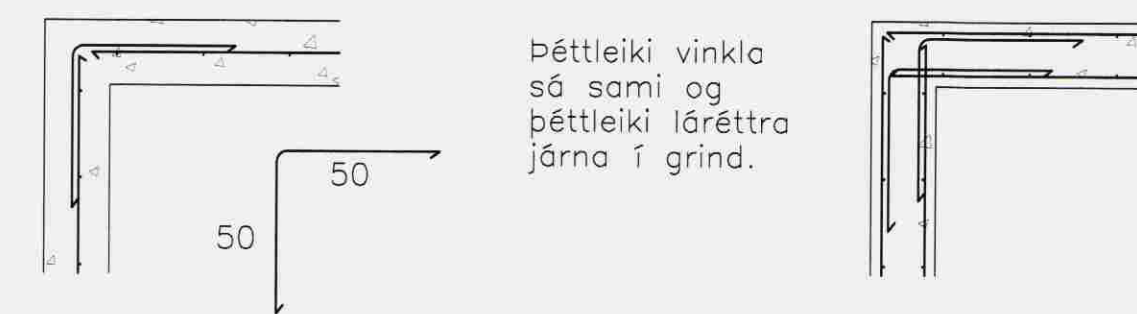 Þéttleiki vinkla
sá sami og
þéttleiki láréttra
járna í grind.
50
50